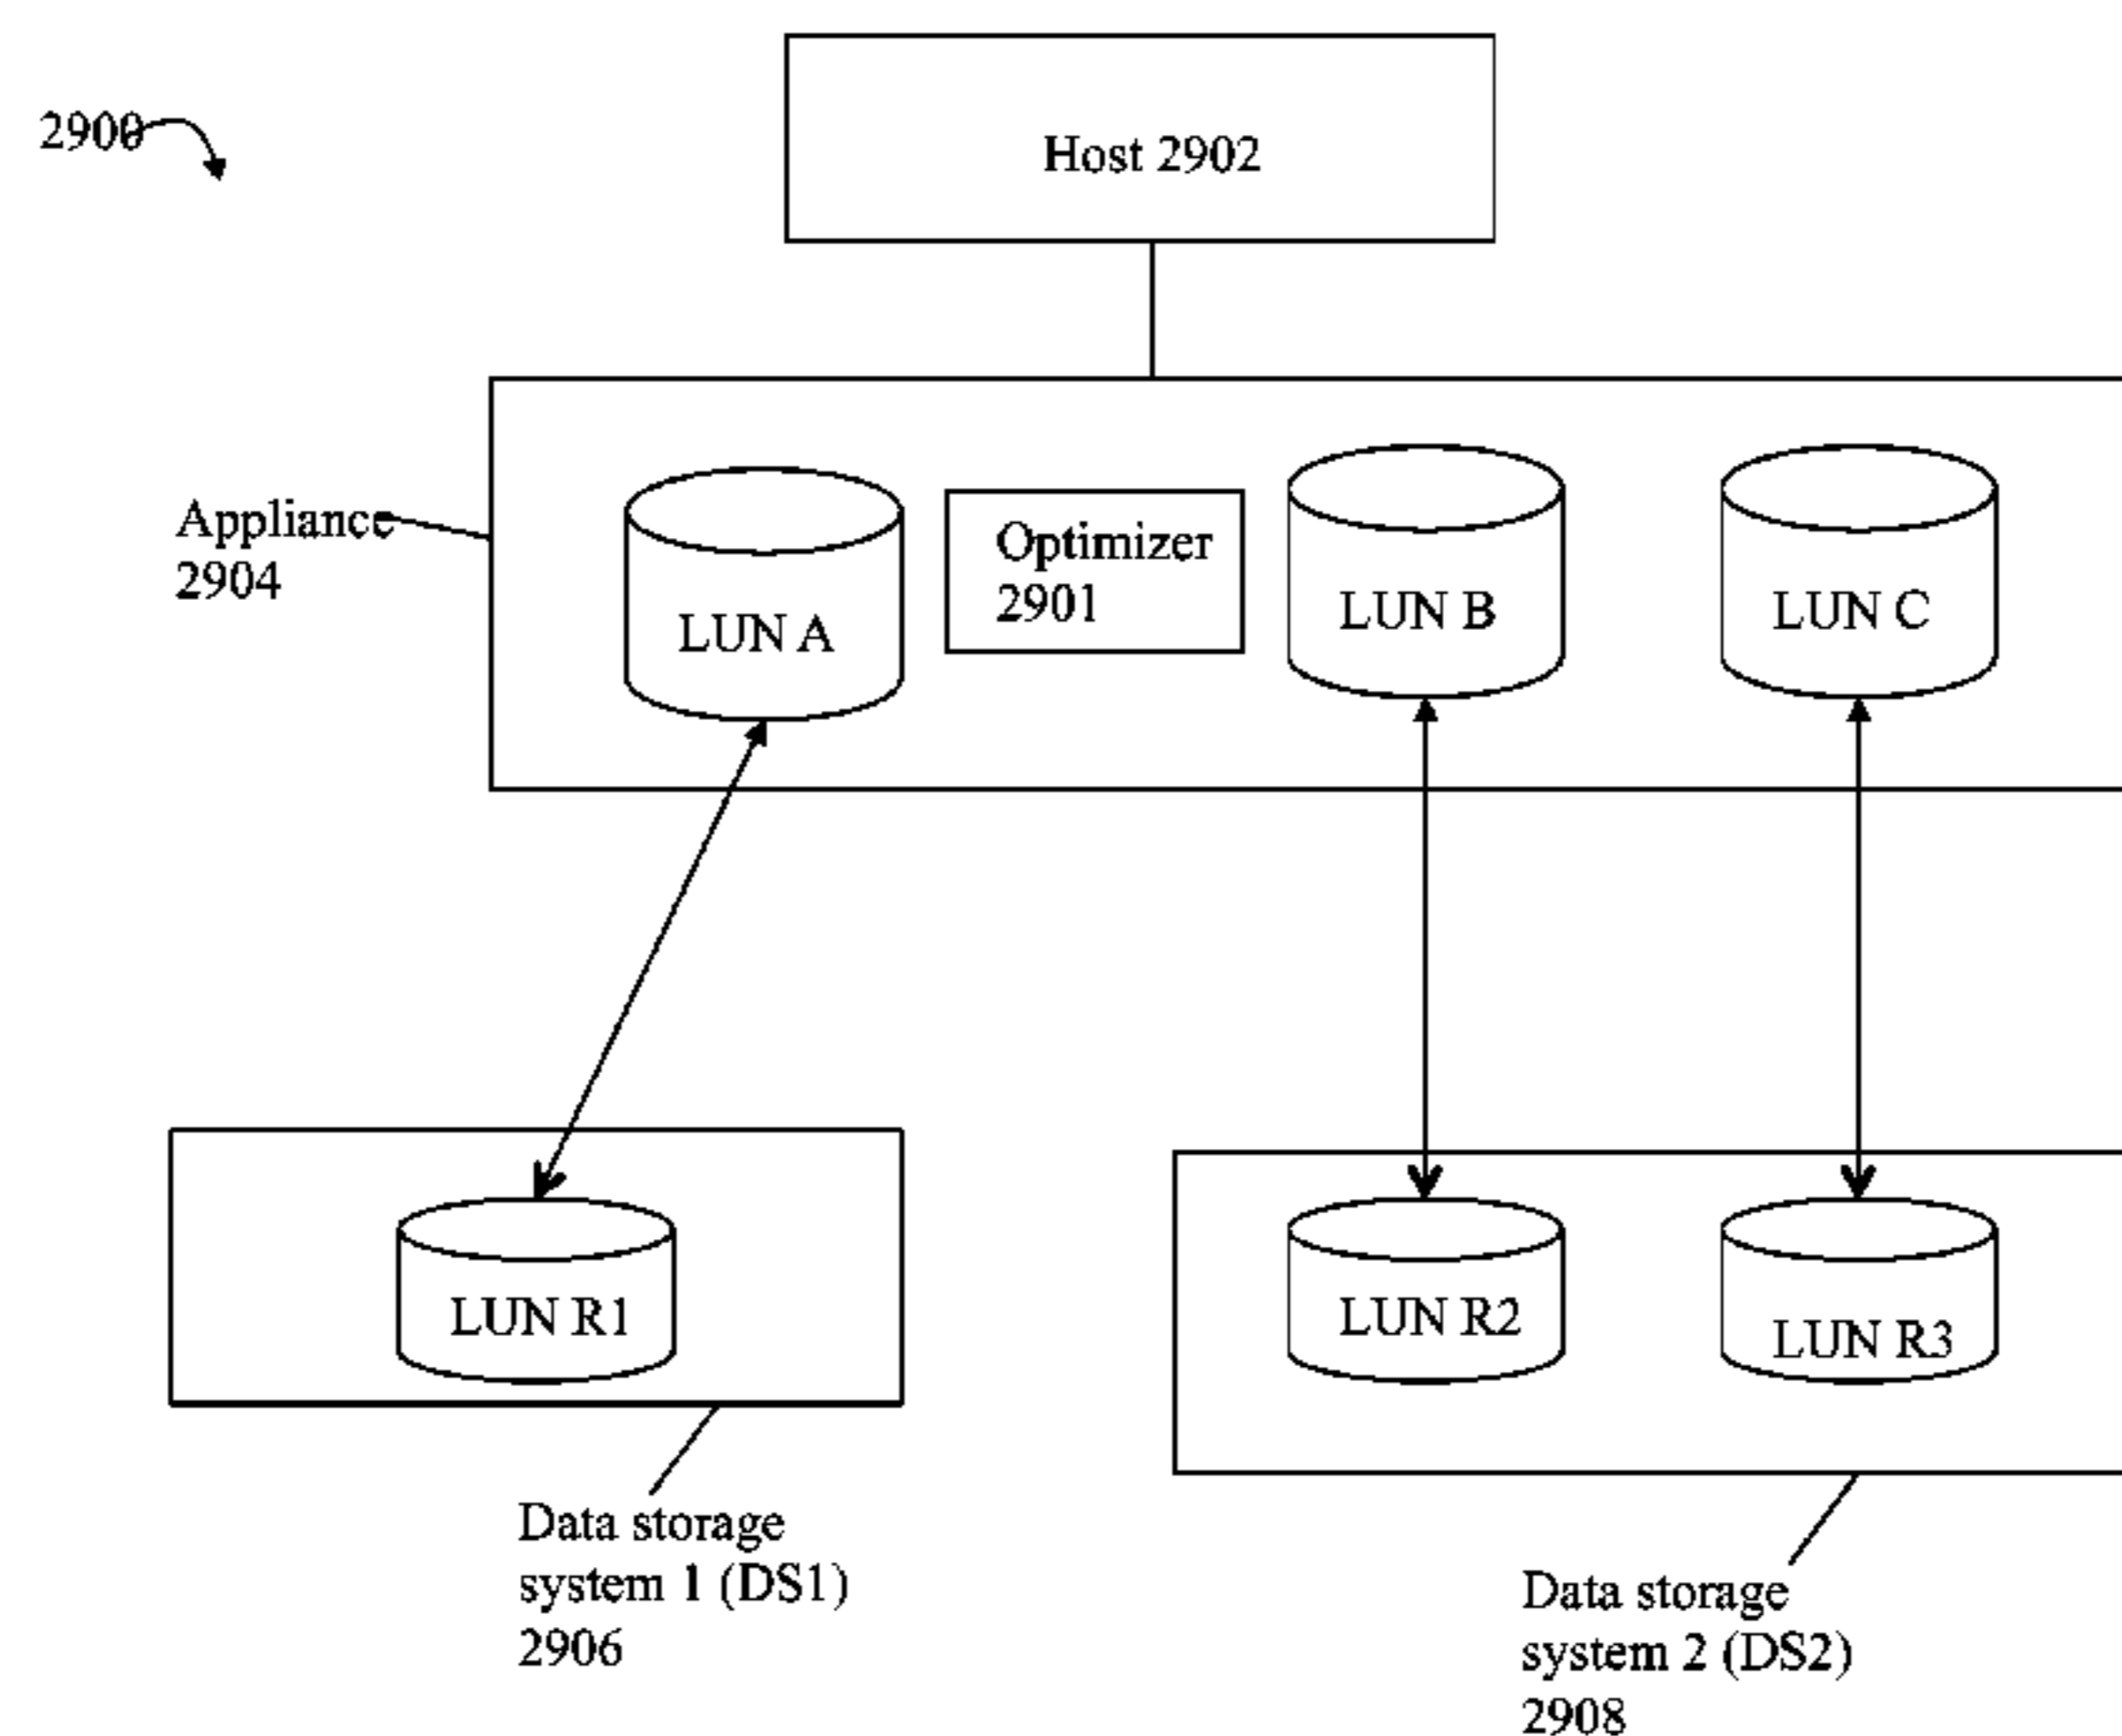 2900
Host 2902
Appliance
2904
LUN A
Optimizer
2901
LUN B
LUN C
LUN R1
LUN R2
LUN R3
Data storage
system 1 (DS1)
2906
Data storage
system 2 (DS2)
2908